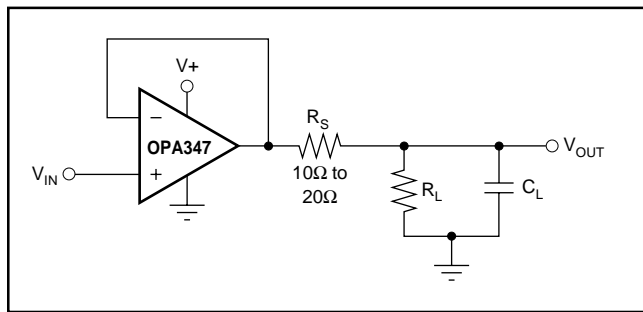 V+
R_S
−
OPA347
V_OUT
V_IN
+
10Ω to
20Ω
R_L
C_L